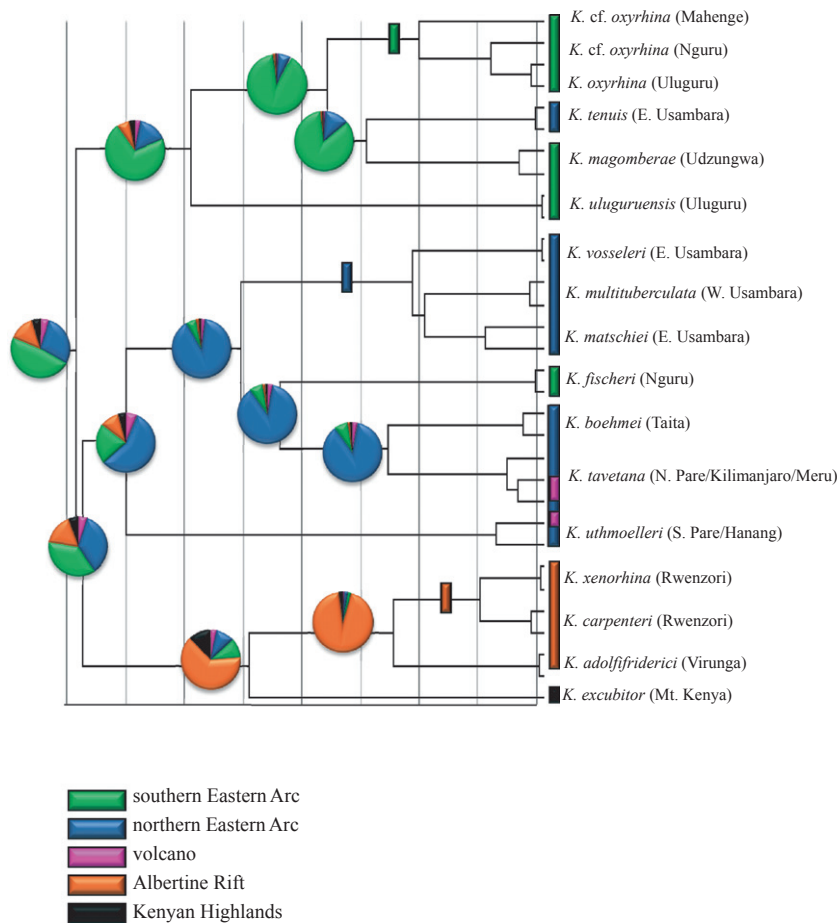 K. cf. oxyrhina (Mahenge)
K. cf. oxyrhina (Nguru)
K. oxyrhina (Uluguru)
K. tenuis (E. Usambara)
K. magomberae (Udzungwa)
K. uluguruensis (Uluguru)
K. vosseleri (E. Usambara)
K. multituberculata (W. Usambara)
K. matschiei (E. Usambara)
K. fischeri (Nguru)
K. boehmei (Taita)
K. tavetana (N. Pare/Kilimanjaro/Meru)
K. uthmoelleri (S. Pare/Hanang)
K. xenorhina (Rwenzori)
K. carpenteri (Rwenzori)
K. adolfifriderici (Virunga)
K. excubitor (Mt. Kenya)
southern Eastern Arc
northern Eastern Arc
volcano
Albertine Rift
Kenyan Highlands